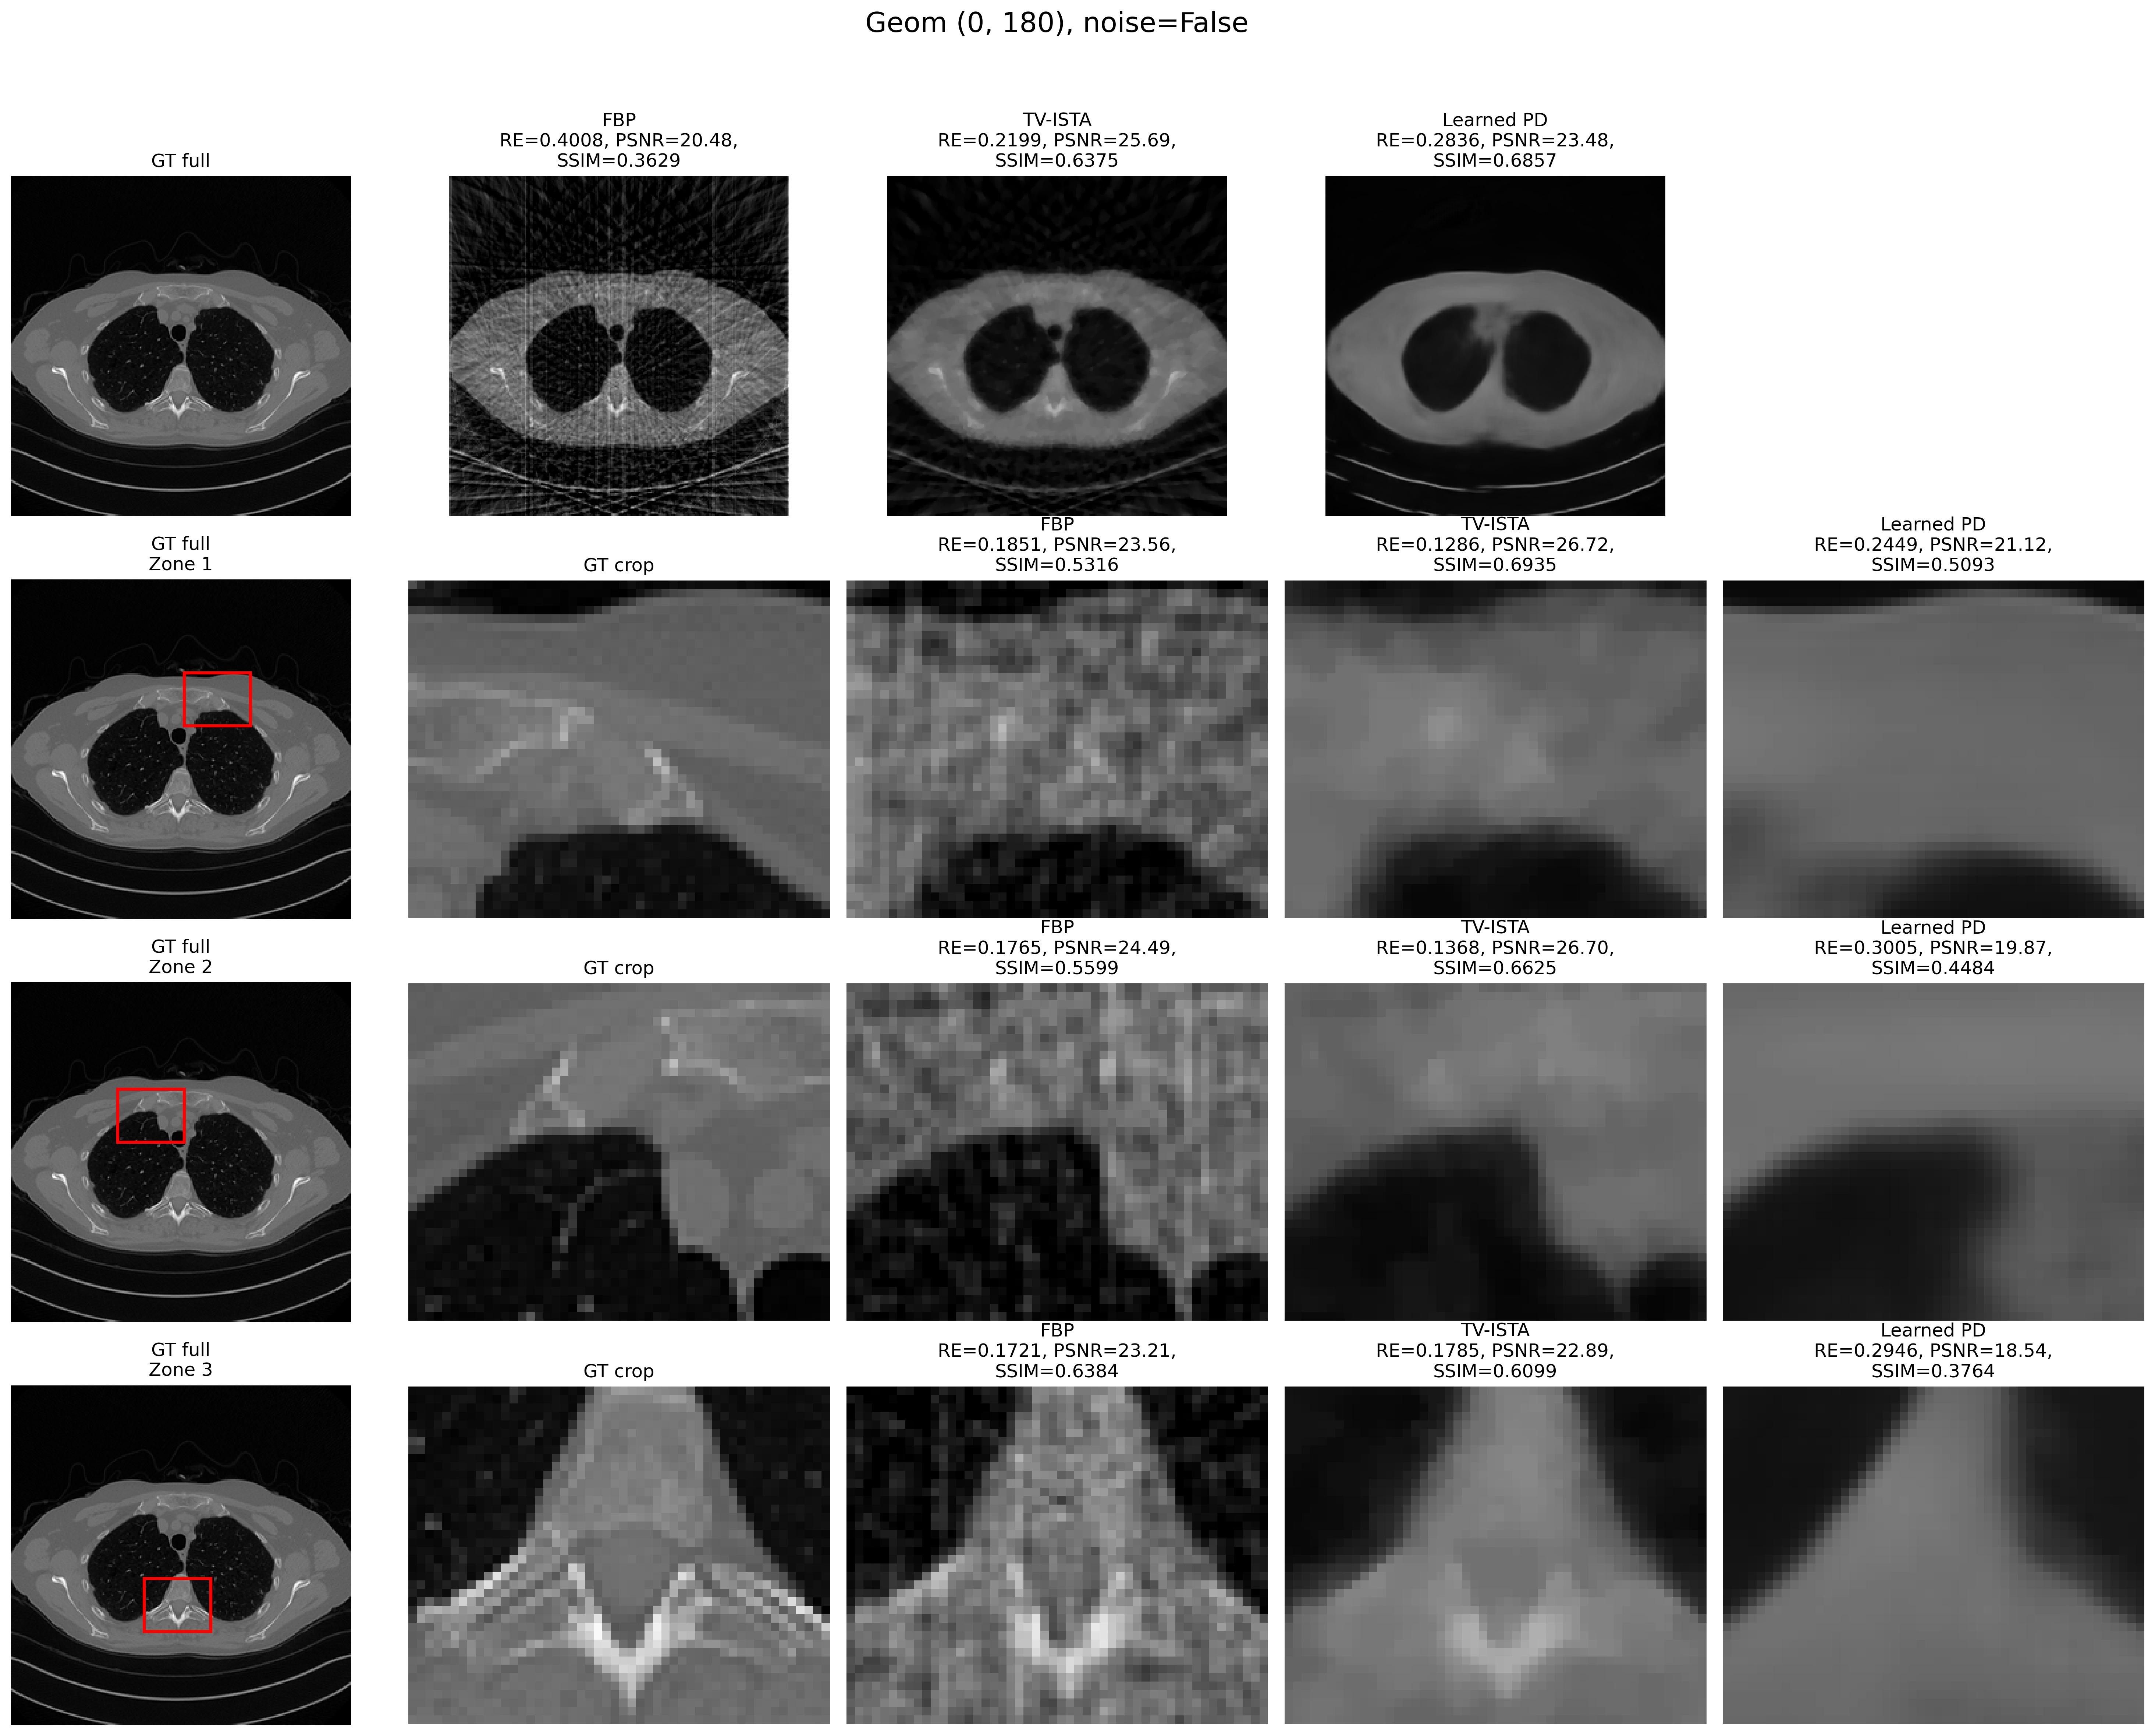 Geom (0, 180), noise=False
GT full
FBP
RE=0.4008, PSNR=20.48,
SSIM=0.3629
TV-ISTA
RE=0.2199, PSNR=25.69,
SSIM=0.6375
Learned PD
RE=0.2836, PSNR=23.48,
SSIM=0.6857
GT full
Zone 1
GT crop
FBP
RE=0.1851, PSNR=23.56,
SSIM=0.5316
TV-ISTA
RE=0.1286, PSNR=26.72,
SSIM=0.6935
Learned PD
RE=0.2449, PSNR=21.12,
SSIM=0.5093
GT full
Zone 2
GT crop
FBP
RE=0.1765, PSNR=24.49,
SSIM=0.5599
TV-ISTA
RE=0.1368, PSNR=26.70,
SSIM=0.6625
Learned PD
RE=0.3005, PSNR=19.87,
SSIM=0.4484
GT full
Zone 3
GT crop
FBP
RE=0.1721, PSNR=23.21,
SSIM=0.6384
TV-ISTA
RE=0.1785, PSNR=22.89,
SSIM=0.6099
Learned PD
RE=0.2946, PSNR=18.54,
SSIM=0.3764